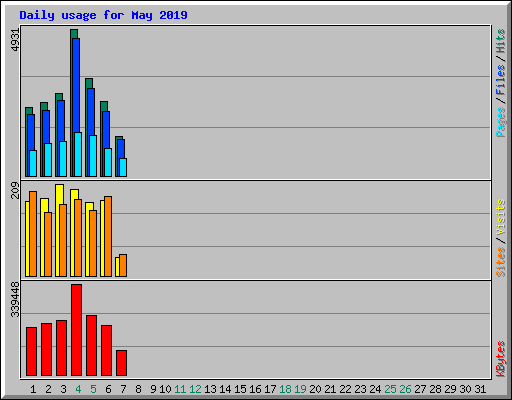 Daily usage for May 2019
4931
Pages / Files / Hits
209
Sites / Visits
339448
KBytes
1 2 3 4 5 6 7 8 9 10 11 12 13 14 15 16 17 18 19 20 21 22 23 24 25 26 27 28 29 30 31